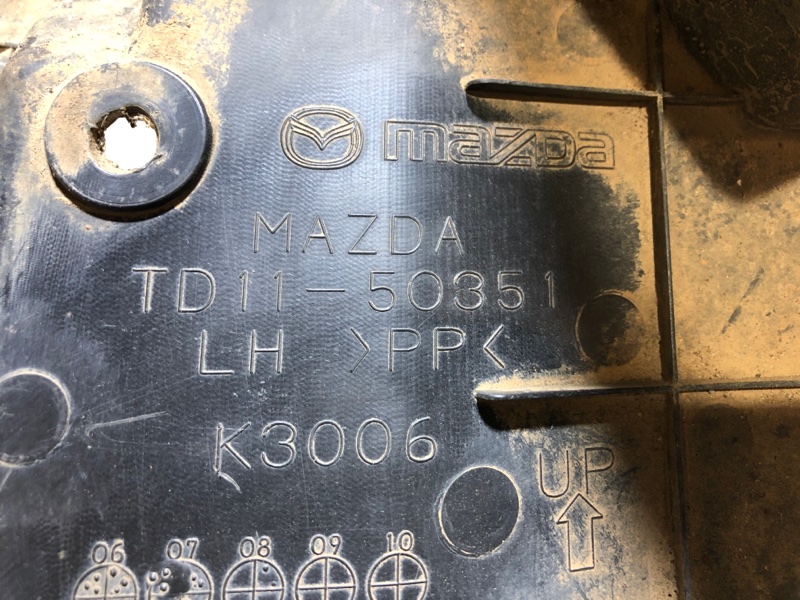 mazda
MAZDA
TD11-50351
LH >PP<
K3006
UP
06 07 08 09 10